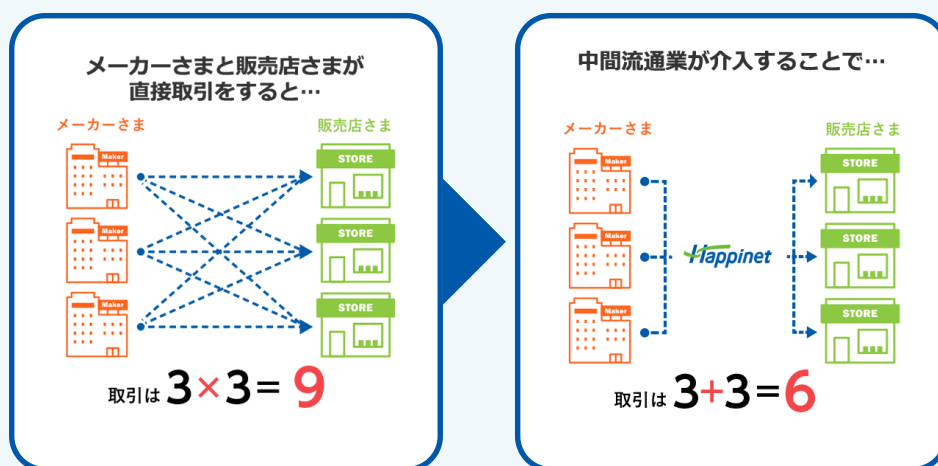 メーカーさまと販売店さまが
直接取引をすると…
メーカーさま
販売店さま
Maker
STORE
Maker
STORE
Maker
STORE
取引は 3×3=9
中間流通業が介入することで…
メーカーさま
販売店さま
Maker
STORE
Maker
STORE
Happinet
Maker
STORE
取引は 3+3=6